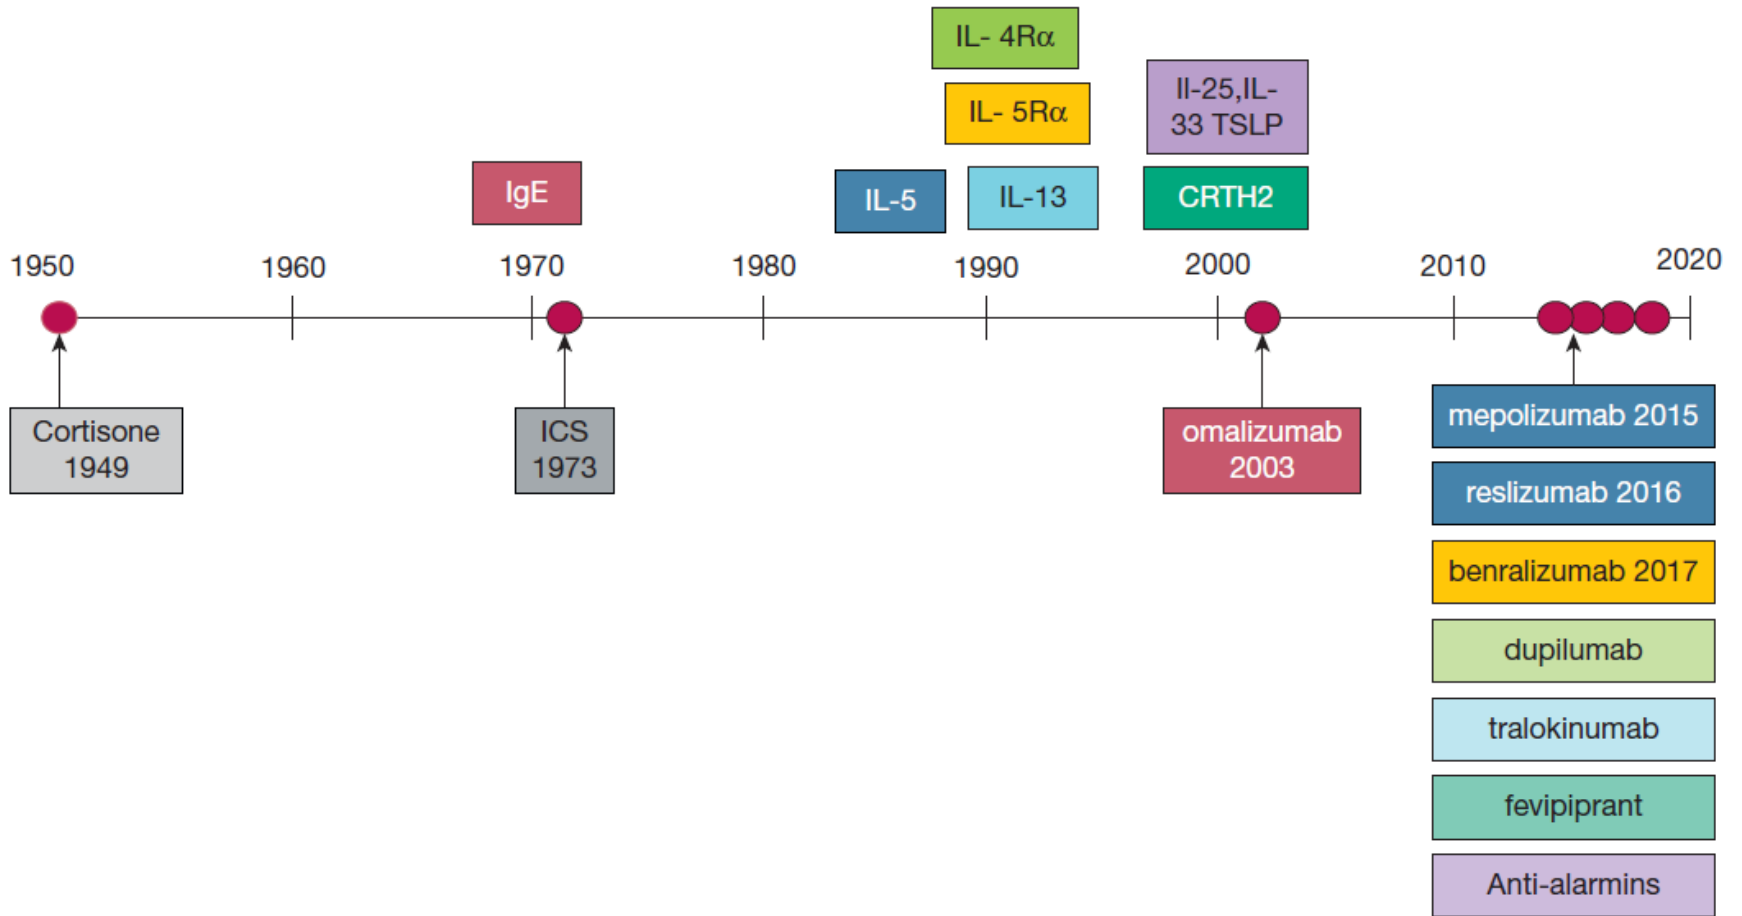 IL- 4Rα
IL- 5Rα
Il-25,IL-
33 TSLP
IgE
IL-5
IL-13
CRTH2
1950
1960
1970
1980
1990
2000
2010
2020
Cortisone
1949
ICS
1973
omalizumab
2003
mepolizumab 2015
reslizumab 2016
benralizumab 2017
dupilumab
tralokinumab
fevipiprant
Anti-alarmins